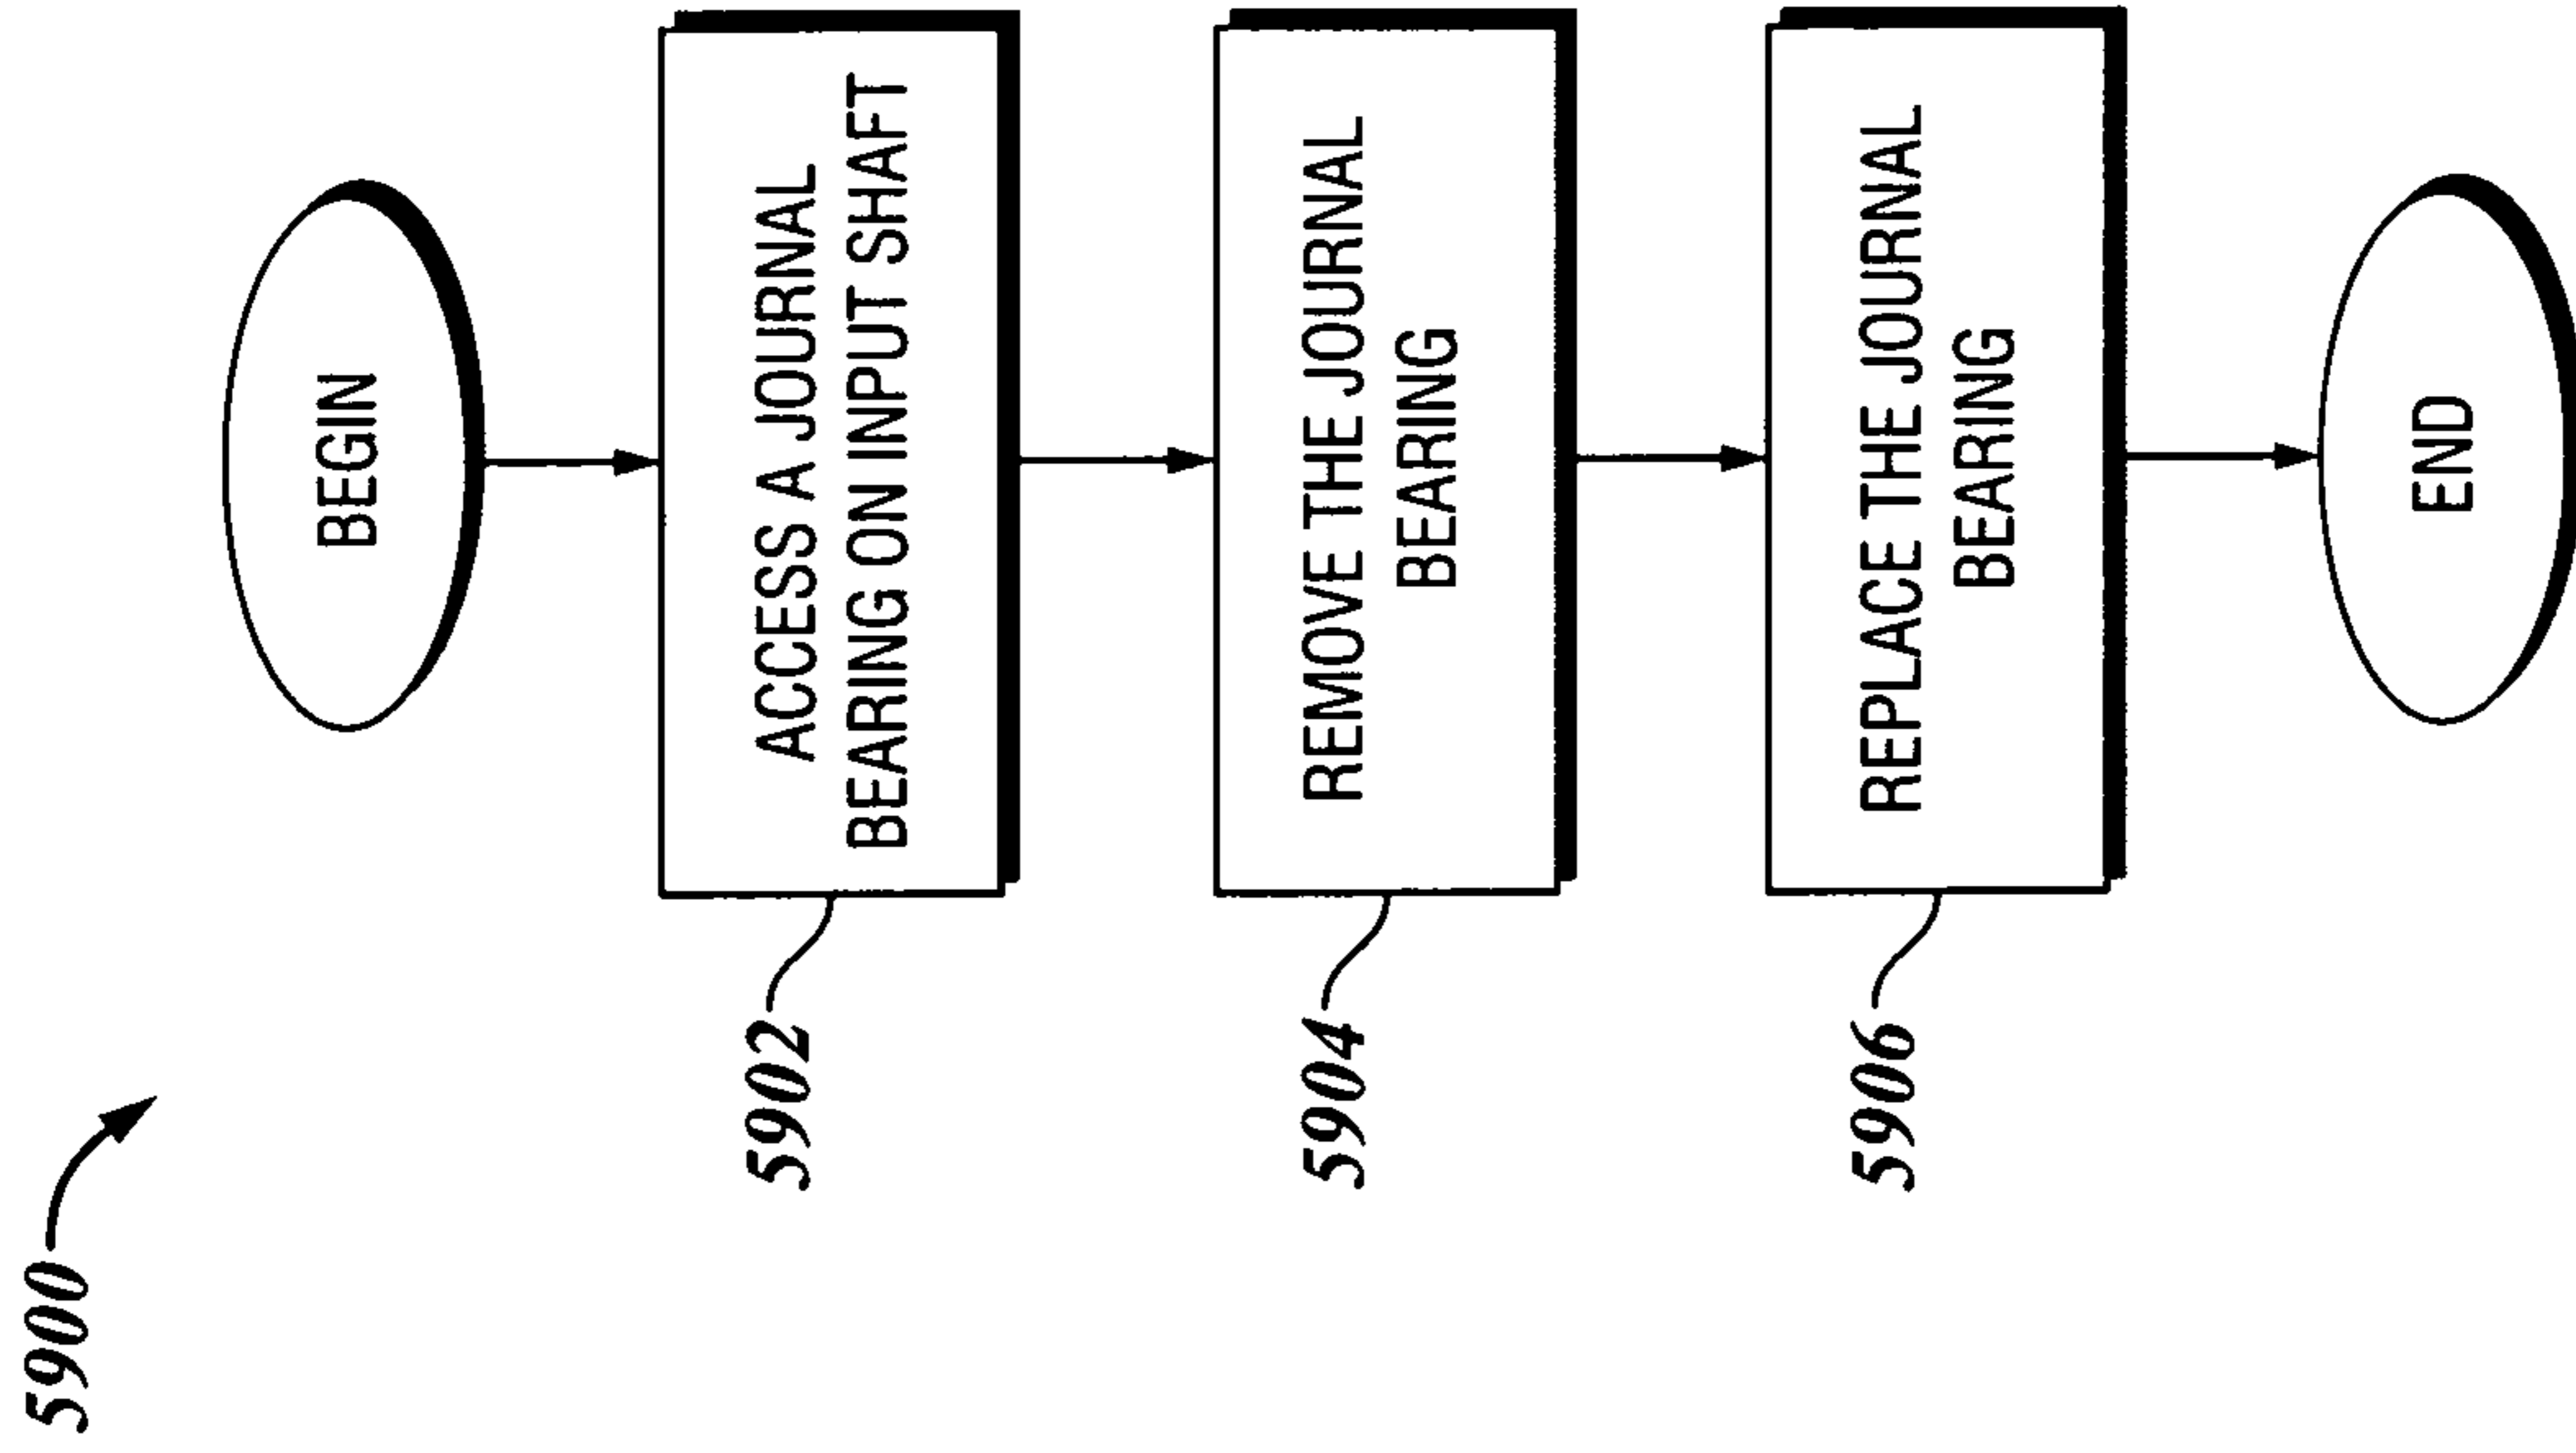 5900
BEGIN
5902
ACCESS A JOURNAL
BEARING ON INPUT SHAFT
5904
REMOVE THE JOURNAL
BEARING
5906
REPLACE THE JOURNAL
BEARING
END